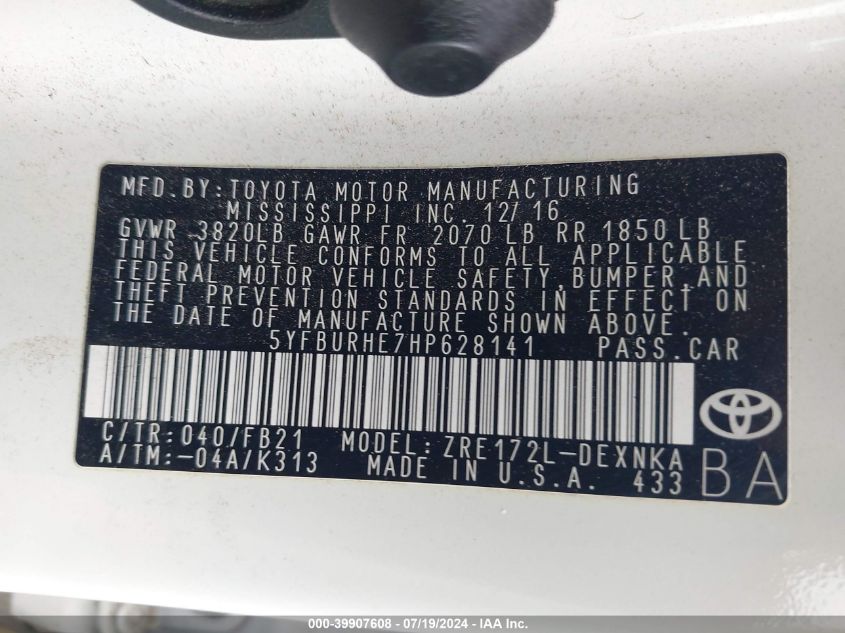 MFD.BY:TOYOTA MOTOR MANUFACTURING
MISSISSIPPI INC. 12/16
GVWR 3820LB GAWR FR 2070 LB RR 1850 LB
THIS VEHICLE CONFORMS TO ALL APPLICABLE
FEDERAL MOTOR VEHICLE SAFETY,BUMPER,AND
THEFT PREVENTION STANDARDS IN EFFECT ON
THE DATE OF MANUFACTURE SHOWN ABOVE.
5YFBURHE7HP628141 PASS.CAR
C/TR:040/FB21 MODEL:ZRE172L-DEXNKA
A/TM:-04A/K313 MADE IN U.S.A. 433
BA
000-39907608 - 07/19/2024 - IAA Inc.